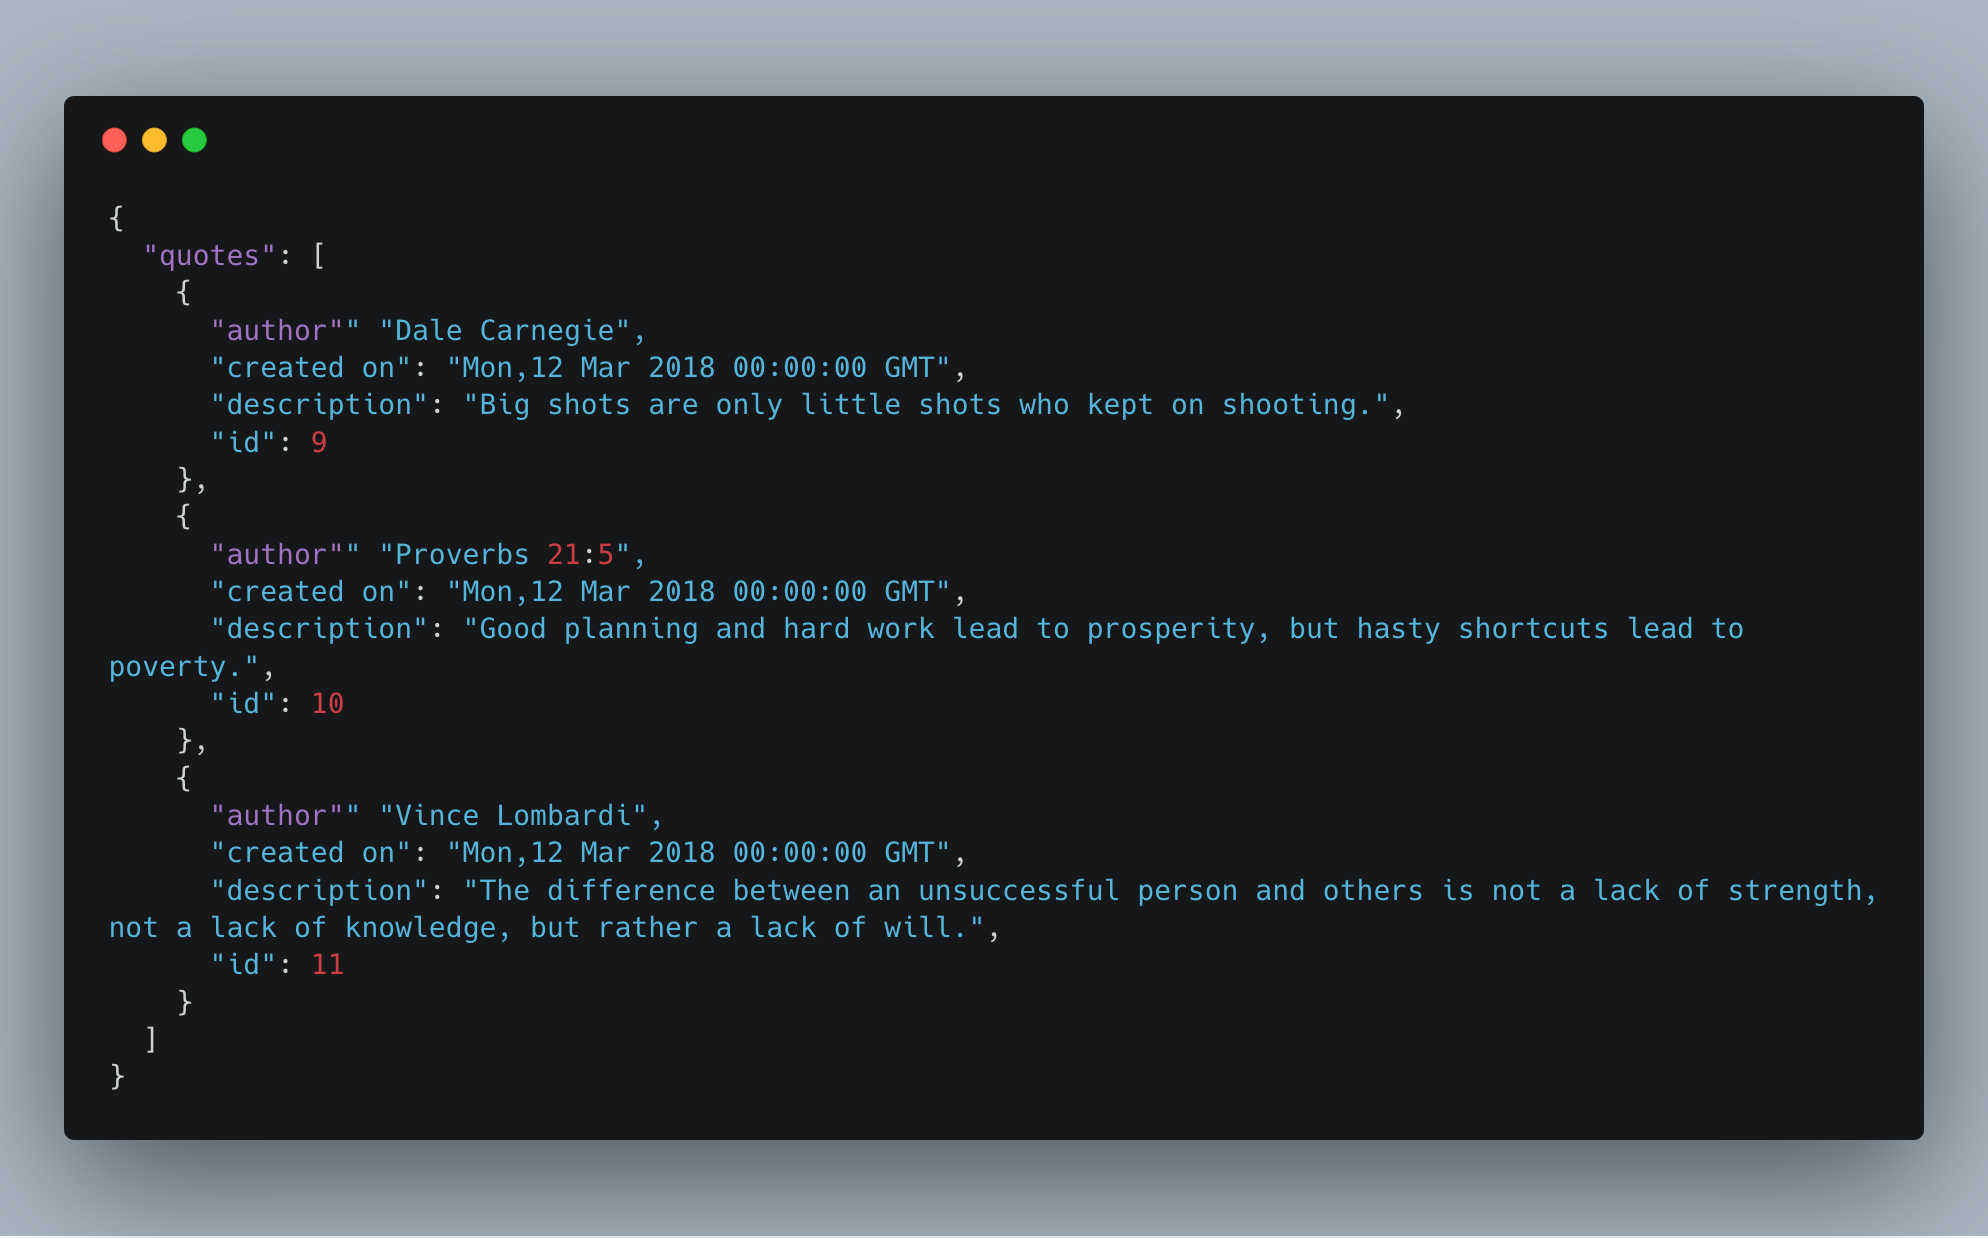 {
  "quotes": [
    {
      "author"" "Dale Carnegie",
      "created on": "Mon,12 Mar 2018 00:00:00 GMT",
      "description": "Big shots are only little shots who kept on shooting.",
      "id": 9
    },
    {
      "author"" "Proverbs 21:5",
      "created on": "Mon,12 Mar 2018 00:00:00 GMT",
      "description": "Good planning and hard work lead to prosperity, but hasty shortcuts lead to
poverty.",
      "id": 10
    },
    {
      "author"" "Vince Lombardi",
      "created on": "Mon,12 Mar 2018 00:00:00 GMT",
      "description": "The difference between an unsuccessful person and others is not a lack of strength,
not a lack of knowledge, but rather a lack of will.",
      "id": 11
    }
  ]
}